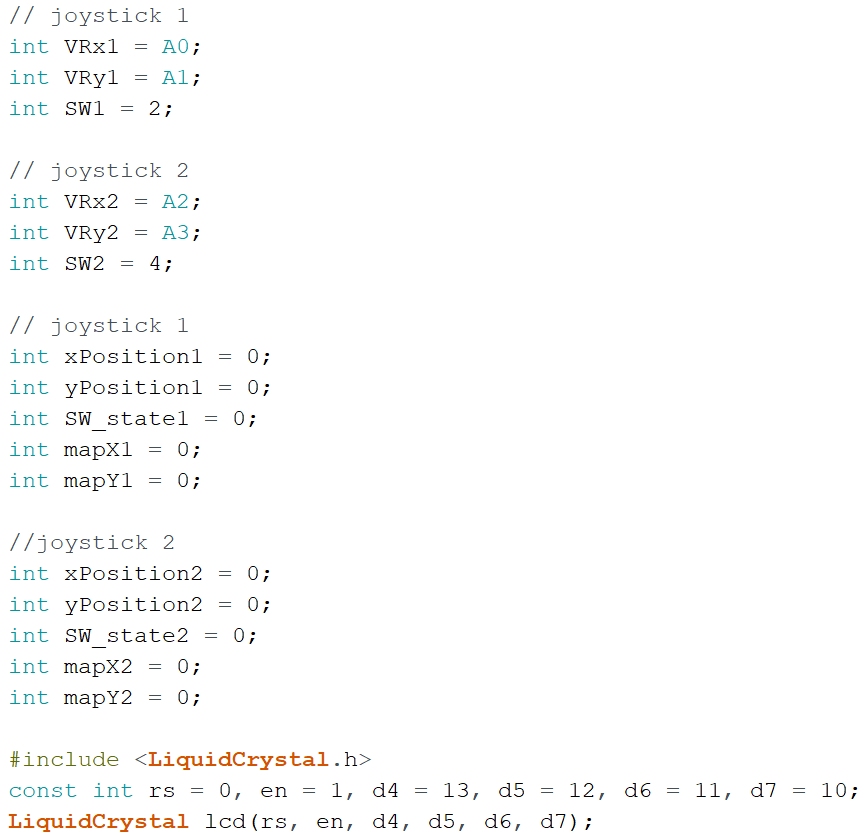 // joystick 1
int VRx1 = A0;
int VRy1 = A1;
int SW1 = 2;
// joystick 2
int VRx2 = A2;
int VRy2 = A3;
int SW2 = 4;
// joystick 1
int xPosition1 = 0;
int yPosition1 = 0;
int SW_state1 = 0;
int mapX1 = 0;
int mapY1 = 0;
//joystick 2
int xPosition2 = 0;
int yPosition2 = 0;
int SW_state2 = 0;
int mapX2 = 0;
int mapY2 = 0;
#include <LiquidCrystal.h>
const int rs = 0, en = 1, d4 = 13, d5 = 12, d6 = 11, d7 = 10;
LiquidCrystal lcd(rs, en, d4, d5, d6, d7);